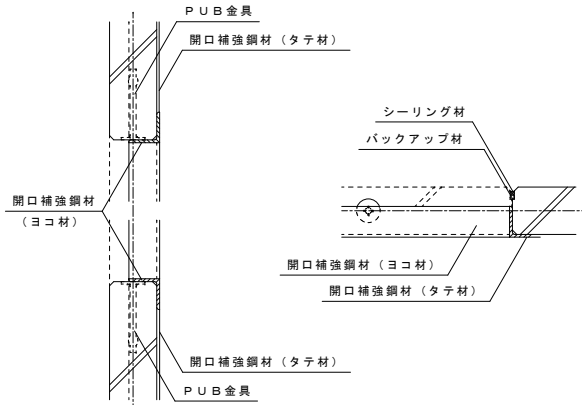 ＰＵＢ金具
開口補強鋼材（タテ材）
開口補強鋼材
（ヨコ材）
開口補強鋼材（タテ材）
ＰＵＢ金具
シーリング材
バックアップ材
開口補強鋼材（ヨコ材）
開口補強鋼材（タテ材）